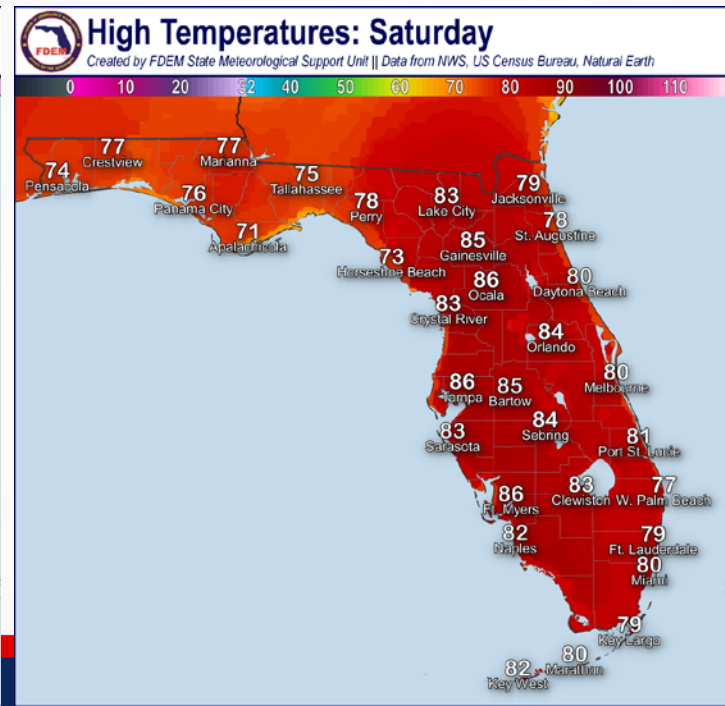 High Temperatures: Saturday
Created by FDEM State Meteorological Support Unit || Data from NWS, US Census Bureau, Natural Earth
FDEM
0 10 20 32 40 50 60 70 80 90 100 110
77
Crestview
77
Marianna
74
Pensacola
75
Tallahassee
76
Panama City
78
Perry
83
Lake City
79
Jacksonville
71
Apalachicola
78
St. Augustine
85
Gainesville
73
Horseshoe Beach
86
Ocala
80
Daytona Beach
83
Crystal River
84
Orlando
86
Tampa
85
Bartow
80
Melbourne
83
Sarasota
84
Sebring
81
Port St. Lucie
86
Ft. Myers
83
Clewiston
77
W. Palm Beach
82
Naples
79
Ft. Lauderdale
80
Miami
79
Key Largo
80
Marathon
82
Key West